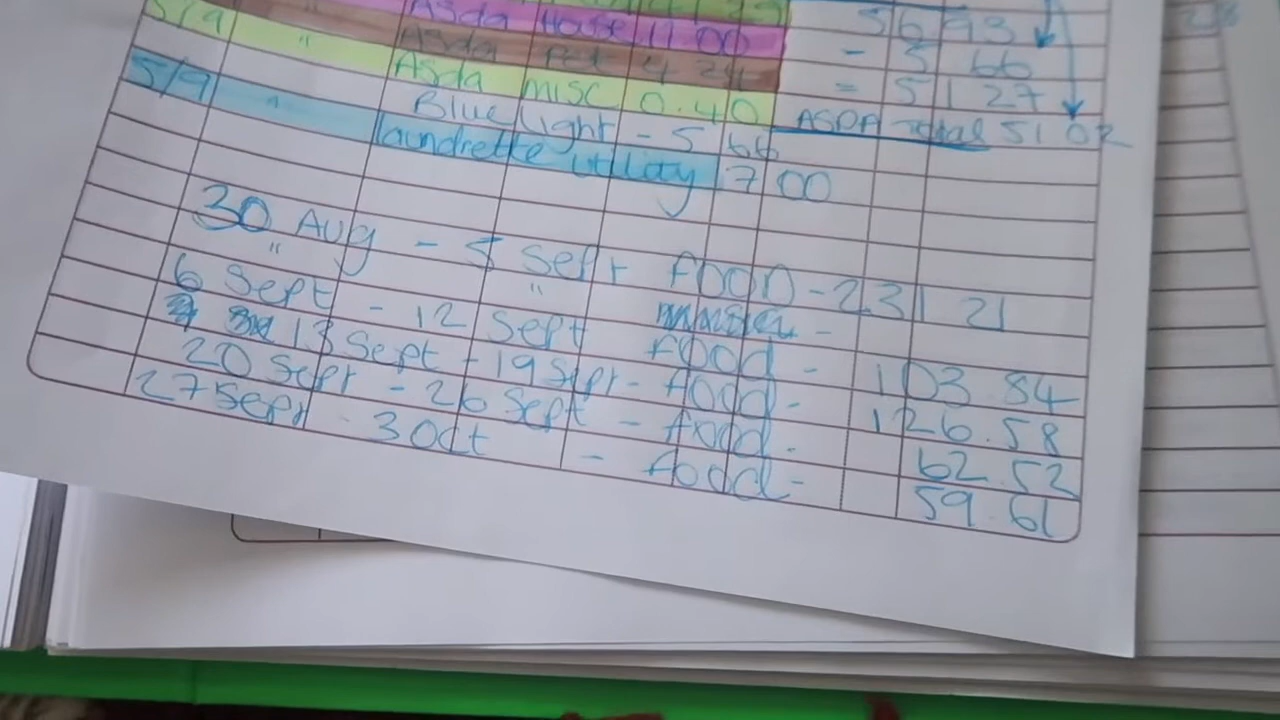 Asda House 11 00 56 93
5/9 " Asda Pet 4 24 - 5 66
Asda misc 0.40 = 51 27
5/9 " Blue light - 5 66 ASDA Total 51 02
laundrette utility 7 00
30 Aug - 5 Sept food - 231 21
" "
6 Sept - 12 Sept food - 103.84
13 Sept - 19 Sept - food - 126.58
20 Sept - 26 Sept - food - 62.52
27 Sept - 3 Oct - food - 59.61